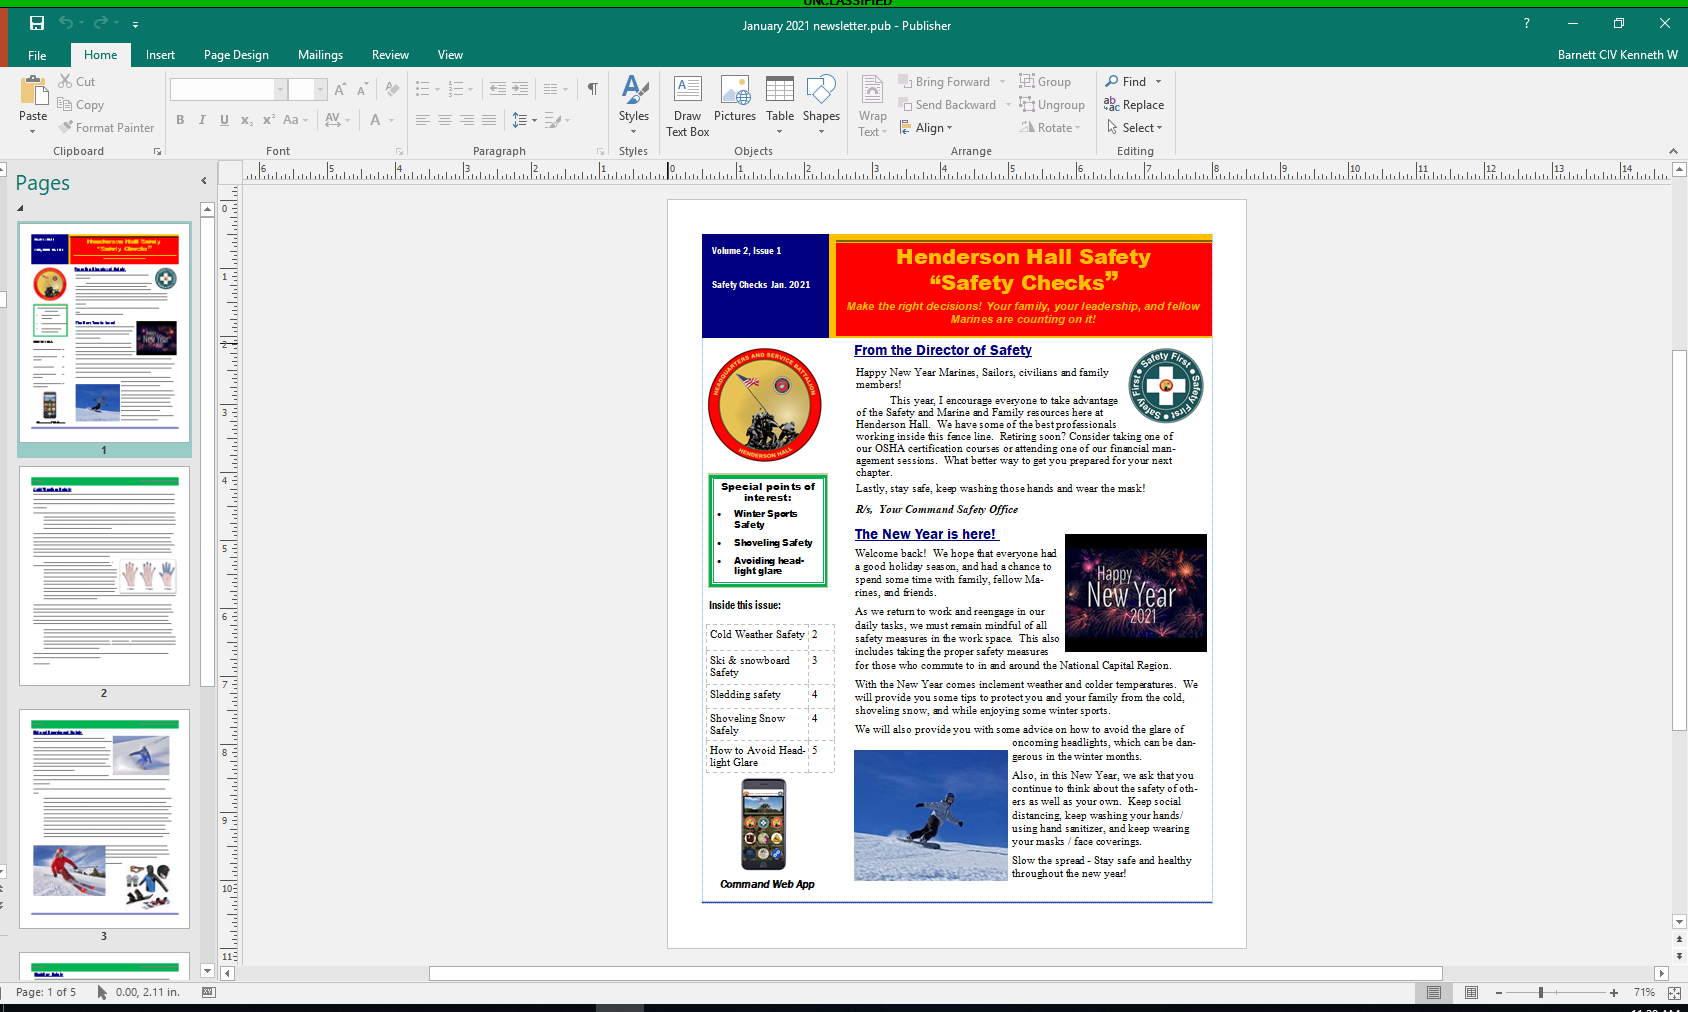 UNCLASSIFIED
January 2021 newsletter.pub - Publisher
?
File
Home
Insert
Page Design
Mailings
Review
View
Barnett CIV Kenneth W
Paste
Cut
Copy
Format Painter
Clipboard
Font
Paragraph
Styles
Styles
Draw
Text Box
Pictures
Table
Shapes
Objects
Wrap
Text
Bring Forward
Send Backward
Align
Group
Ungroup
Rotate
Arrange
Find
Replace
Select
Editing
Pages
1
2
3
Volume 2, Issue 1
Safety Checks Jan. 2021
Henderson Hall Safety
“Safety Checks”
Make the right decisions! Your family, your leadership, and fellow
Marines are counting on it!
HEADQUARTERS AND SERVICE BATTALION
HENDERSON HALL
Special points of
interest:
• Winter Sports
Safety
• Shoveling Safety
• Avoiding head-
light glare
Inside this issue:
Cold Weather Safety 2
Ski & snowboard 3
Safety
Sledding safety 4
Shoveling Snow 4
Safely
How to Avoid Head- 5
light Glare
Command Web App
From the Director of Safety
Safety First • Safety First • Safety First •
Happy New Year Marines, Sailors, civilians and family
members!
This year, I encourage everyone to take advantage
of the Safety and Marine and Family resources here at
Henderson Hall. We have some of the best professionals
working inside this fence line. Retiring soon? Consider taking one of
our OSHA certification courses or attending one of our financial man-
agement sessions. What better way to get you prepared for your next
chapter.
Lastly, stay safe, keep washing those hands and wear the mask!
R/s, Your Command Safety Office
The New Year is here!
Welcome back! We hope that everyone had
a good holiday season, and had a chance to
spend some time with family, fellow Ma-
rines, and friends.
As we return to work and reengage in our
daily tasks, we must remain mindful of all
safety measures in the work space. This also
includes taking the proper safety measures
for those who commute to in and around the National Capital Region.
Happy
New Year
2021
With the New Year comes inclement weather and colder temperatures. We
will provide you some tips to protect you and your family from the cold,
shoveling snow, and while enjoying some winter sports.
We will also provide you with some advice on how to avoid the glare of
oncoming headlights, which can be dan-
gerous in the winter months.
Also, in this New Year, we ask that you
continue to think about the safety of oth-
ers as well as your own. Keep social
distancing, keep washing your hands/
using hand sanitizer, and keep wearing
your masks / face coverings.
Slow the spread - Stay safe and healthy
throughout the new year!
Page: 1 of 5
0.00, 2.11 in.
71%